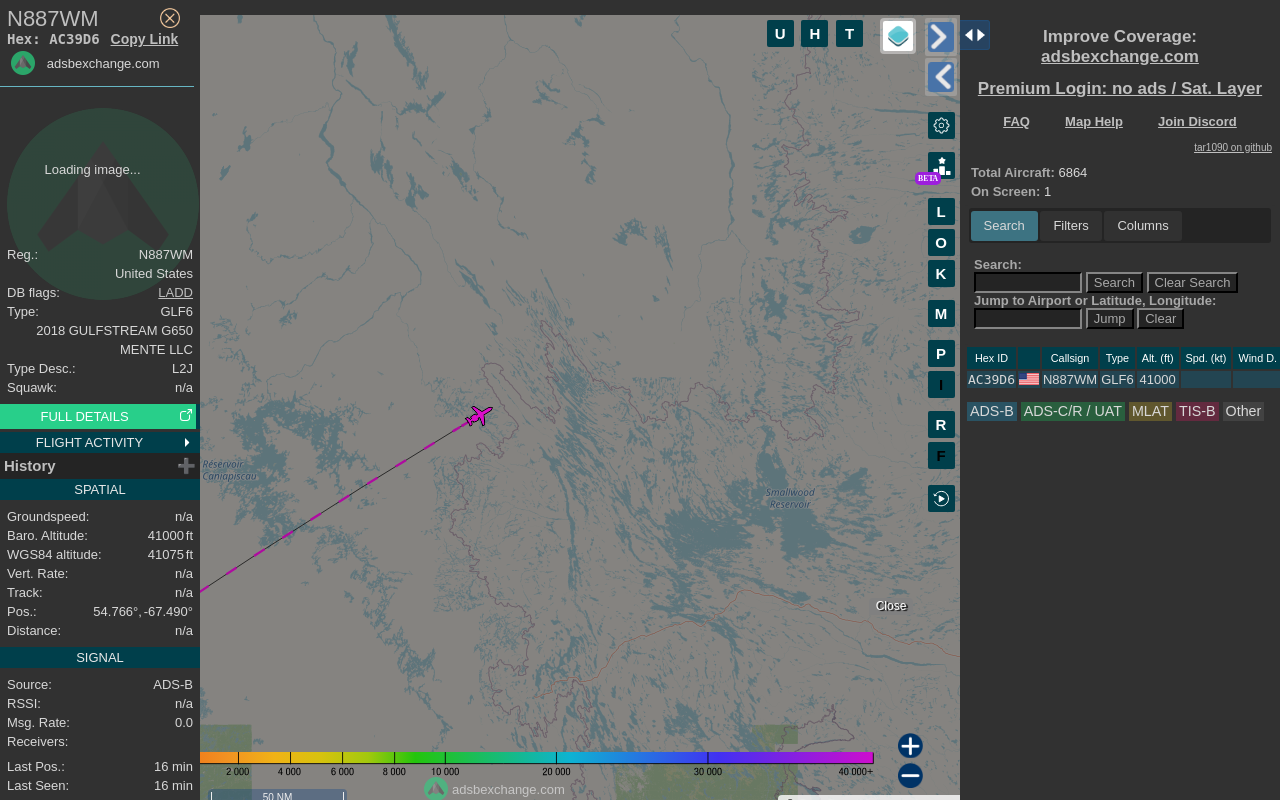 N887WM
Hex: AC39D6 Copy Link
adsbexchange.com
Loading image...
Reg.: N887WM
United States
DB flags: LADD
Type: GLF6
2018 GULFSTREAM G650
MENTE LLC
Type Desc.: L2J
Squawk: n/a
FULL DETAILS
FLIGHT ACTIVITY
History
SPATIAL
Groundspeed: n/a
Baro. Altitude: 41000 ft
WGS84 altitude: 41075 ft
Vert. Rate: n/a
Track: n/a
Pos.: 54.766°, -67.490°
Distance: n/a
SIGNAL
Source: ADS-B
RSSI: n/a
Msg. Rate: 0.0
Receivers:
Last Pos.: 16 min
Last Seen: 16 min
U H T
BETA
L
O
K
M
P
I
R
F
Réservoir
Caniapiscau
Smallwood
Reservoir
Close
2 000 4 000 6 000 8 000 10 000 20 000 30 000 40 000+
adsbexchange.com
50 NM
Improve Coverage:
adsbexchange.com
Premium Login: no ads / Sat. Layer
FAQ Map Help Join Discord
tar1090 on github
Total Aircraft: 6864
On Screen: 1
Search Filters Columns
Search:
Search Clear Search
Jump to Airport or Latitude, Longitude:
Jump Clear
Hex ID Callsign Type Alt. (ft) Spd. (kt) Wind D.
AC39D6 N887WM GLF6 41000
ADS-B ADS-C/R / UAT MLAT TIS-B Other